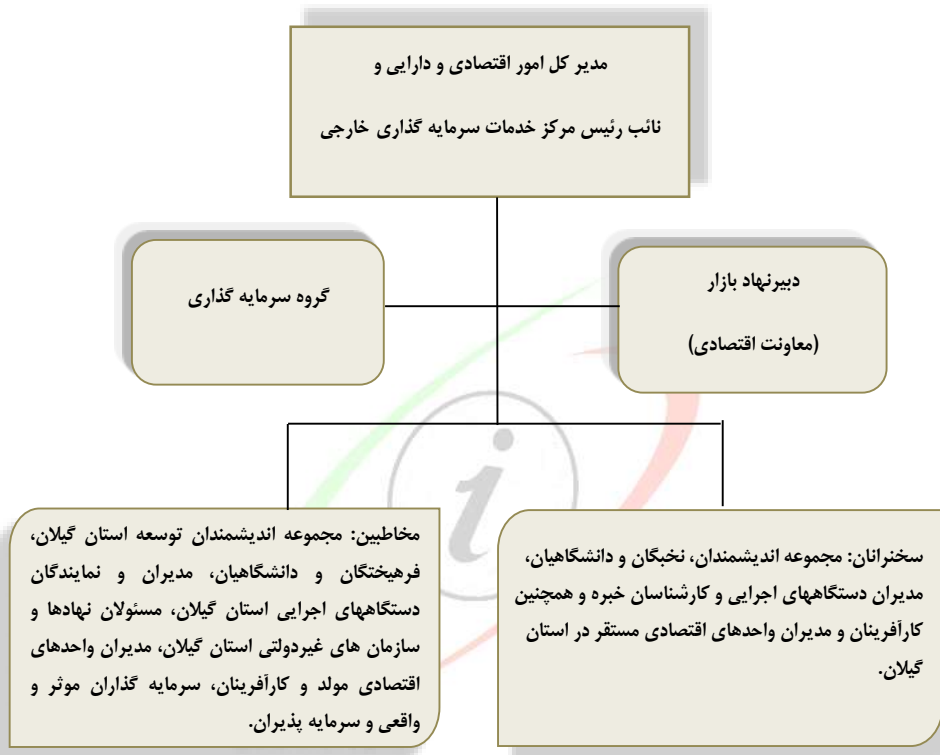 مدیر کل امور اقتصادی و دارایی و
نائب رئیس مرکز خدمات سرمایه گذاری خارجی
دبیرنهاد بازار
(معاونت اقتصادی)
گروه سرمایه گذاری
سخنرانان: مجموعه اندیشمندان، نخبگان و دانشگاهیان،
مدیران دستگاههای اجرایی و کارشناسان خبره و همچنین
کارآفرینان و مدیران واحدهای اقتصادی مستقر در استان
گیلان.
مخاطبین: مجموعه اندیشمندان توسعه استان گیلان،
فرهیختگان و دانشگاهیان، مدیران و نمایندگان
دستگاههای اجرایی استان گیلان، مسئولان نهادها و
سازمان های غیردولتی استان گیلان، مدیران واحدهای
اقتصادی مولد و کارآفرینان، سرمایه گذاران موثر و
واقعی و سرمایه پذیران.
i